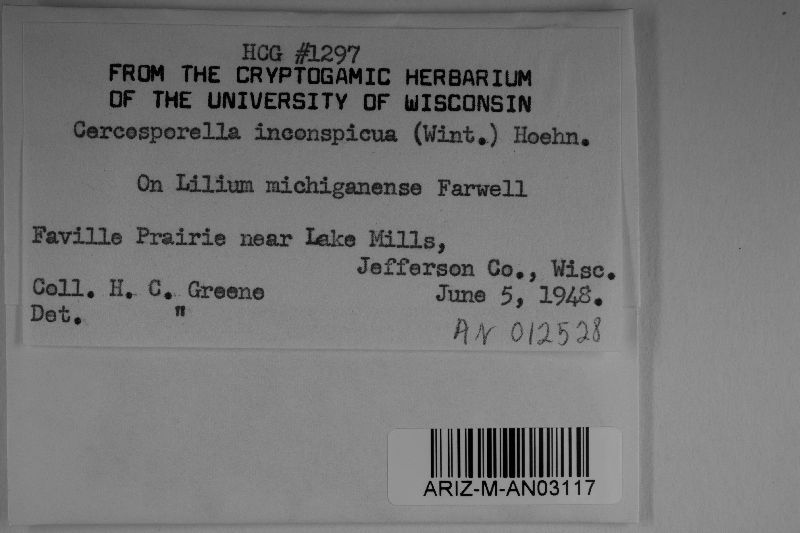 HCG #1297
FROM THE CRYPTOGAMIC HERBARIUM
OF THE UNIVERSITY OF WISCONSIN
Cercosporella inconspicua (Wint.) Hoehn.
On Lilium michiganense Farwell
Faville Prairie near Lake Mills,
Jefferson Co., Wisc.
Coll. H. C. Greene June 5, 1948.
Det. "
AN 012528
ARIZ-M-AN03117